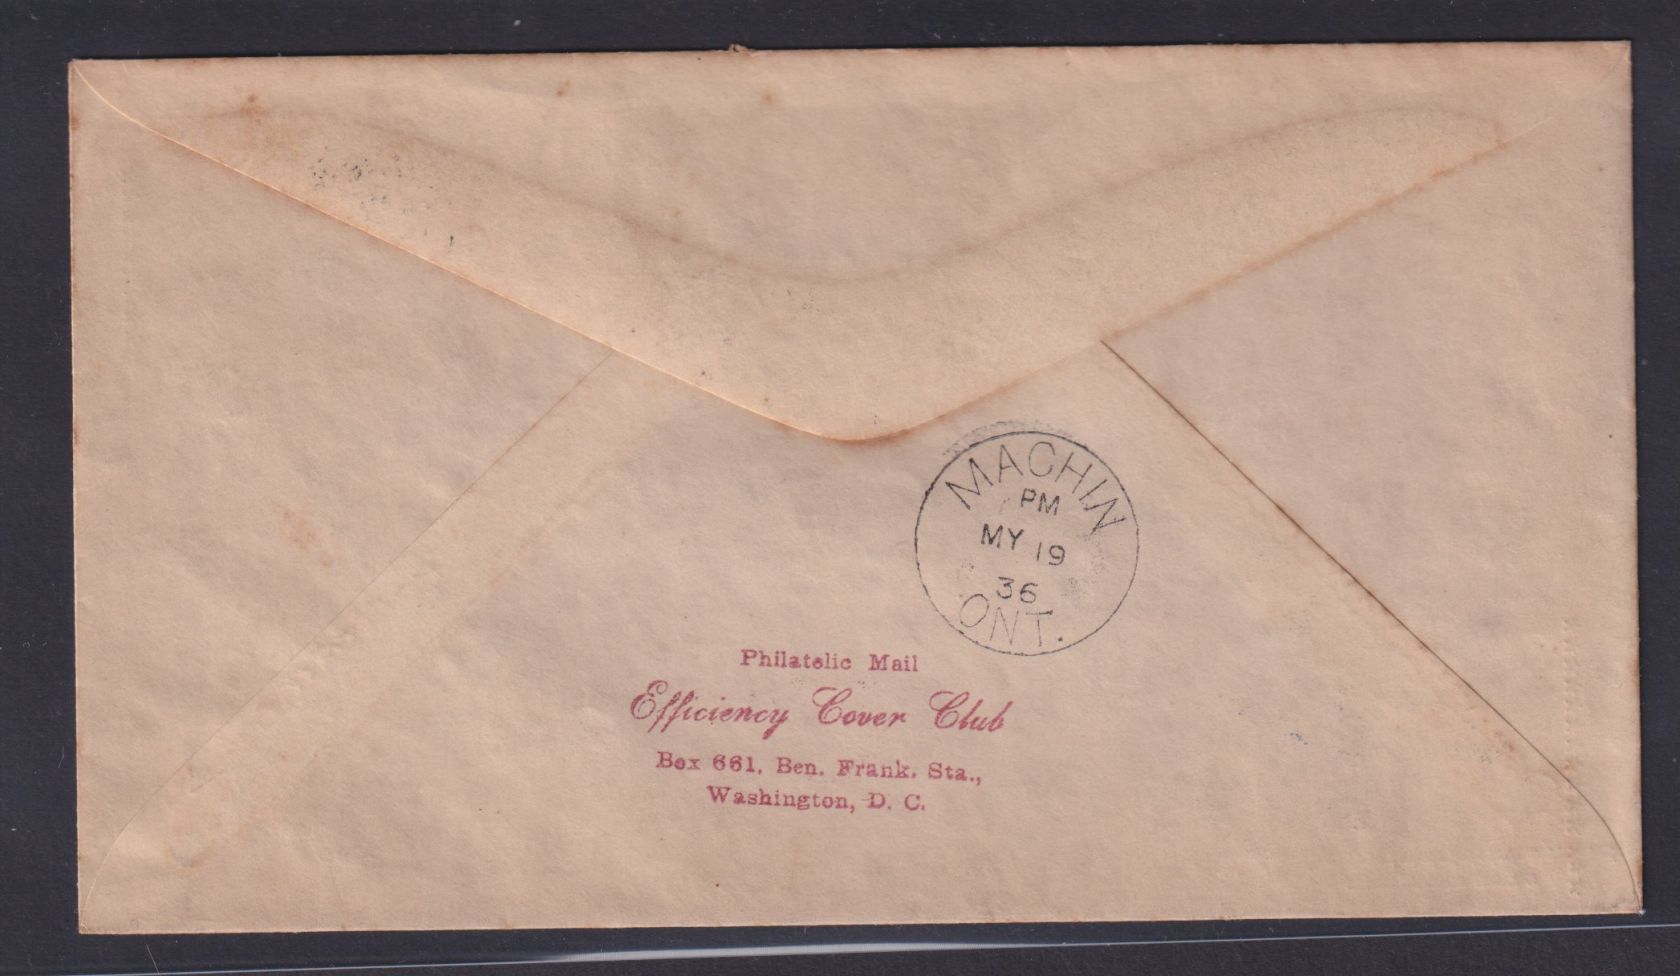 MACHIN
PM
MY 19
36
ONT.
Philatelic Mail
Efficiency Cover Club
Box 661, Ben. Frank. Sta.,
Washington, D. C.